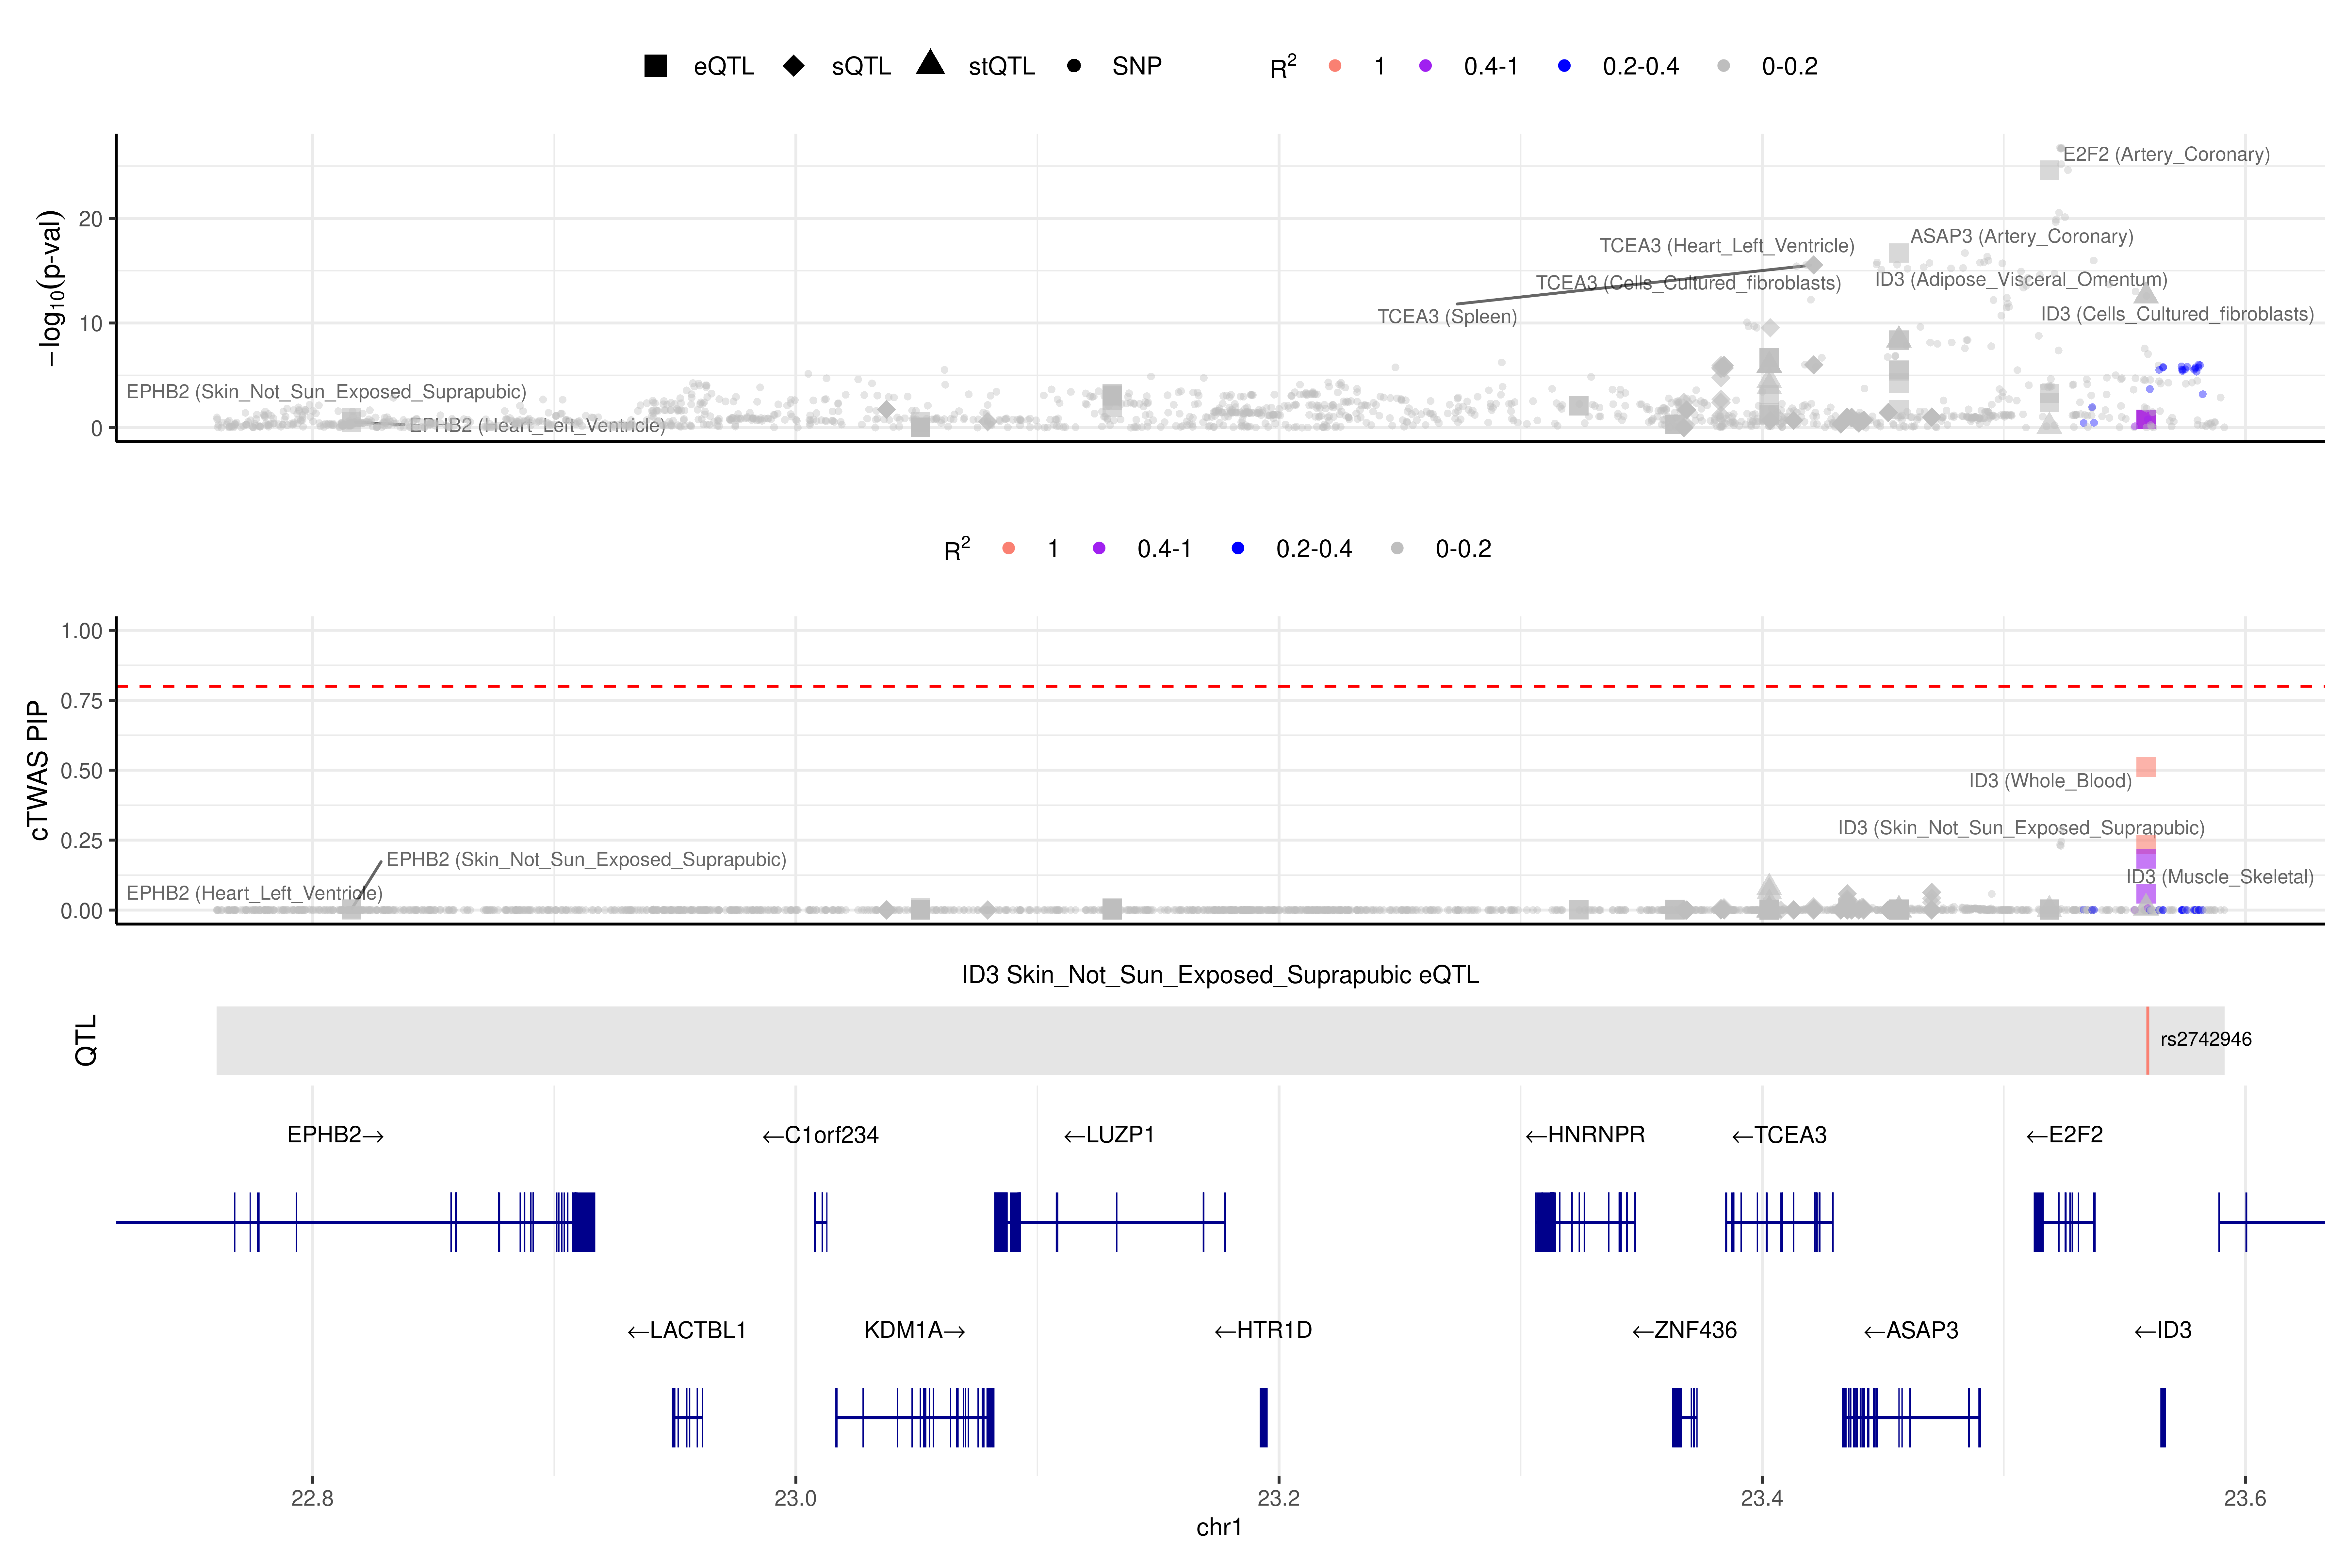 eQTL sQTL stQTL SNP R2 1 0.4-1 0.2-0.4 0-0.2
−log10(p-val)
20
10
0
E2F2 (Artery_Coronary)
ASAP3 (Artery_Coronary)
TCEA3 (Heart_Left_Ventricle)
ID3 (Adipose_Visceral_Omentum)
TCEA3 (Cells_Cultured_fibroblasts)
ID3 (Cells_Cultured_fibroblasts)
TCEA3 (Spleen)
EPHB2 (Skin_Not_Sun_Exposed_Suprapubic)
EPHB2 (Heart_Left_Ventricle)
R2 1 0.4-1 0.2-0.4 0-0.2
cTWAS PIP
1.00
0.75
0.50
0.25
0.00
ID3 (Whole_Blood)
ID3 (Skin_Not_Sun_Exposed_Suprapubic)
EPHB2 (Skin_Not_Sun_Exposed_Suprapubic)
ID3 (Muscle_Skeletal)
EPHB2 (Heart_Left_Ventricle)
ID3 Skin_Not_Sun_Exposed_Suprapubic eQTL
QTL
rs2742946
EPHB2→ ←C1orf234 ←LUZP1 ←HNRNPR ←TCEA3 ←E2F2
←LACTBL1 KDM1A→ ←HTR1D ←ZNF436 ←ASAP3 ←ID3
22.8 23.0 23.2 23.4 23.6
chr1